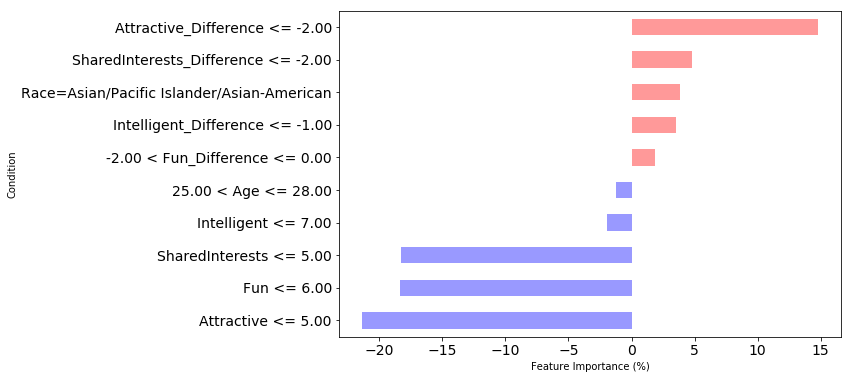 Attractive_Difference <= -2.00
SharedInterests_Difference <= -2.00
Race=Asian/Pacific Islander/Asian-American
Intelligent_Difference <= -1.00
-2.00 < Fun_Difference <= 0.00
25.00 < Age <= 28.00
Intelligent <= 7.00
SharedInterests <= 5.00
Fun <= 6.00
Attractive <= 5.00
Condition
−20 −15 −10 −5 0 5 10 15
Feature Importance (%)